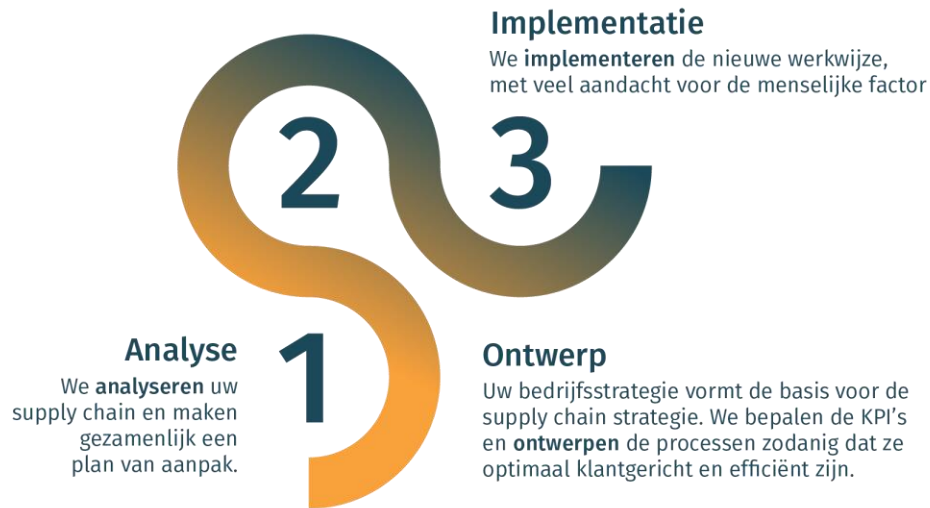 Implementatie
We implementeren de nieuwe werkwijze,
met veel aandacht voor de menselijke factor
2
3
1
Analyse
We analyseren uw
supply chain en maken
gezamenlijk een
plan van aanpak.
Ontwerp
Uw bedrijfsstrategie vormt de basis voor de
supply chain strategie. We bepalen de KPI’s
en ontwerpen de processen zodanig dat ze
optimaal klantgericht en efficiënt zijn.